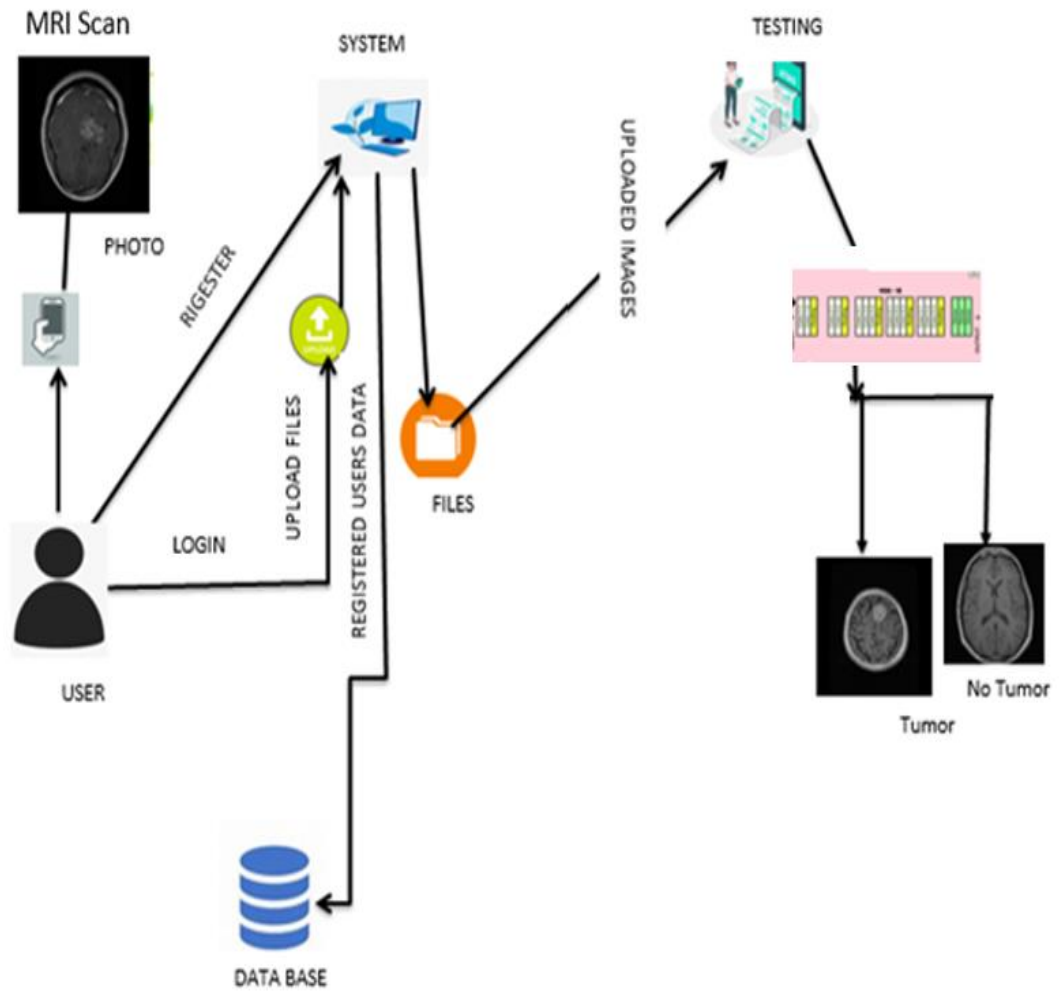 MRI Scan
SYSTEM
TESTING
PHOTO
RIGESTER
UPLOAD FILES
REGISTERED USERS DATA
UPLOADED IMAGES
FILES
LOGIN
USER
No Tumor
Tumor
DATA BASE